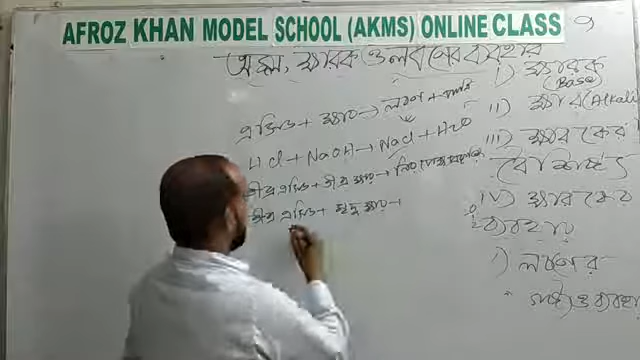 AFROZ KHAN MODEL SCHOOL (AKMS) ONLINE CLASS
অম্ল, ক্ষারক ও লবণের ব্যবহার
এসিড + ক্ষার → লবণ + পানি
HCl + NaOH → NaCl + H2O
তীব্র এসিড + তীব্র ক্ষার → নিরপেক্ষ
তীব্র এসিড + মৃদু ক্ষার →
i) ক্ষারক
(Base)
ii) ক্ষার (Alkali)
iii) ক্ষারকের
বৈশিষ্ট্য
iv) ক্ষারকের
ব্যবহার
লবণের